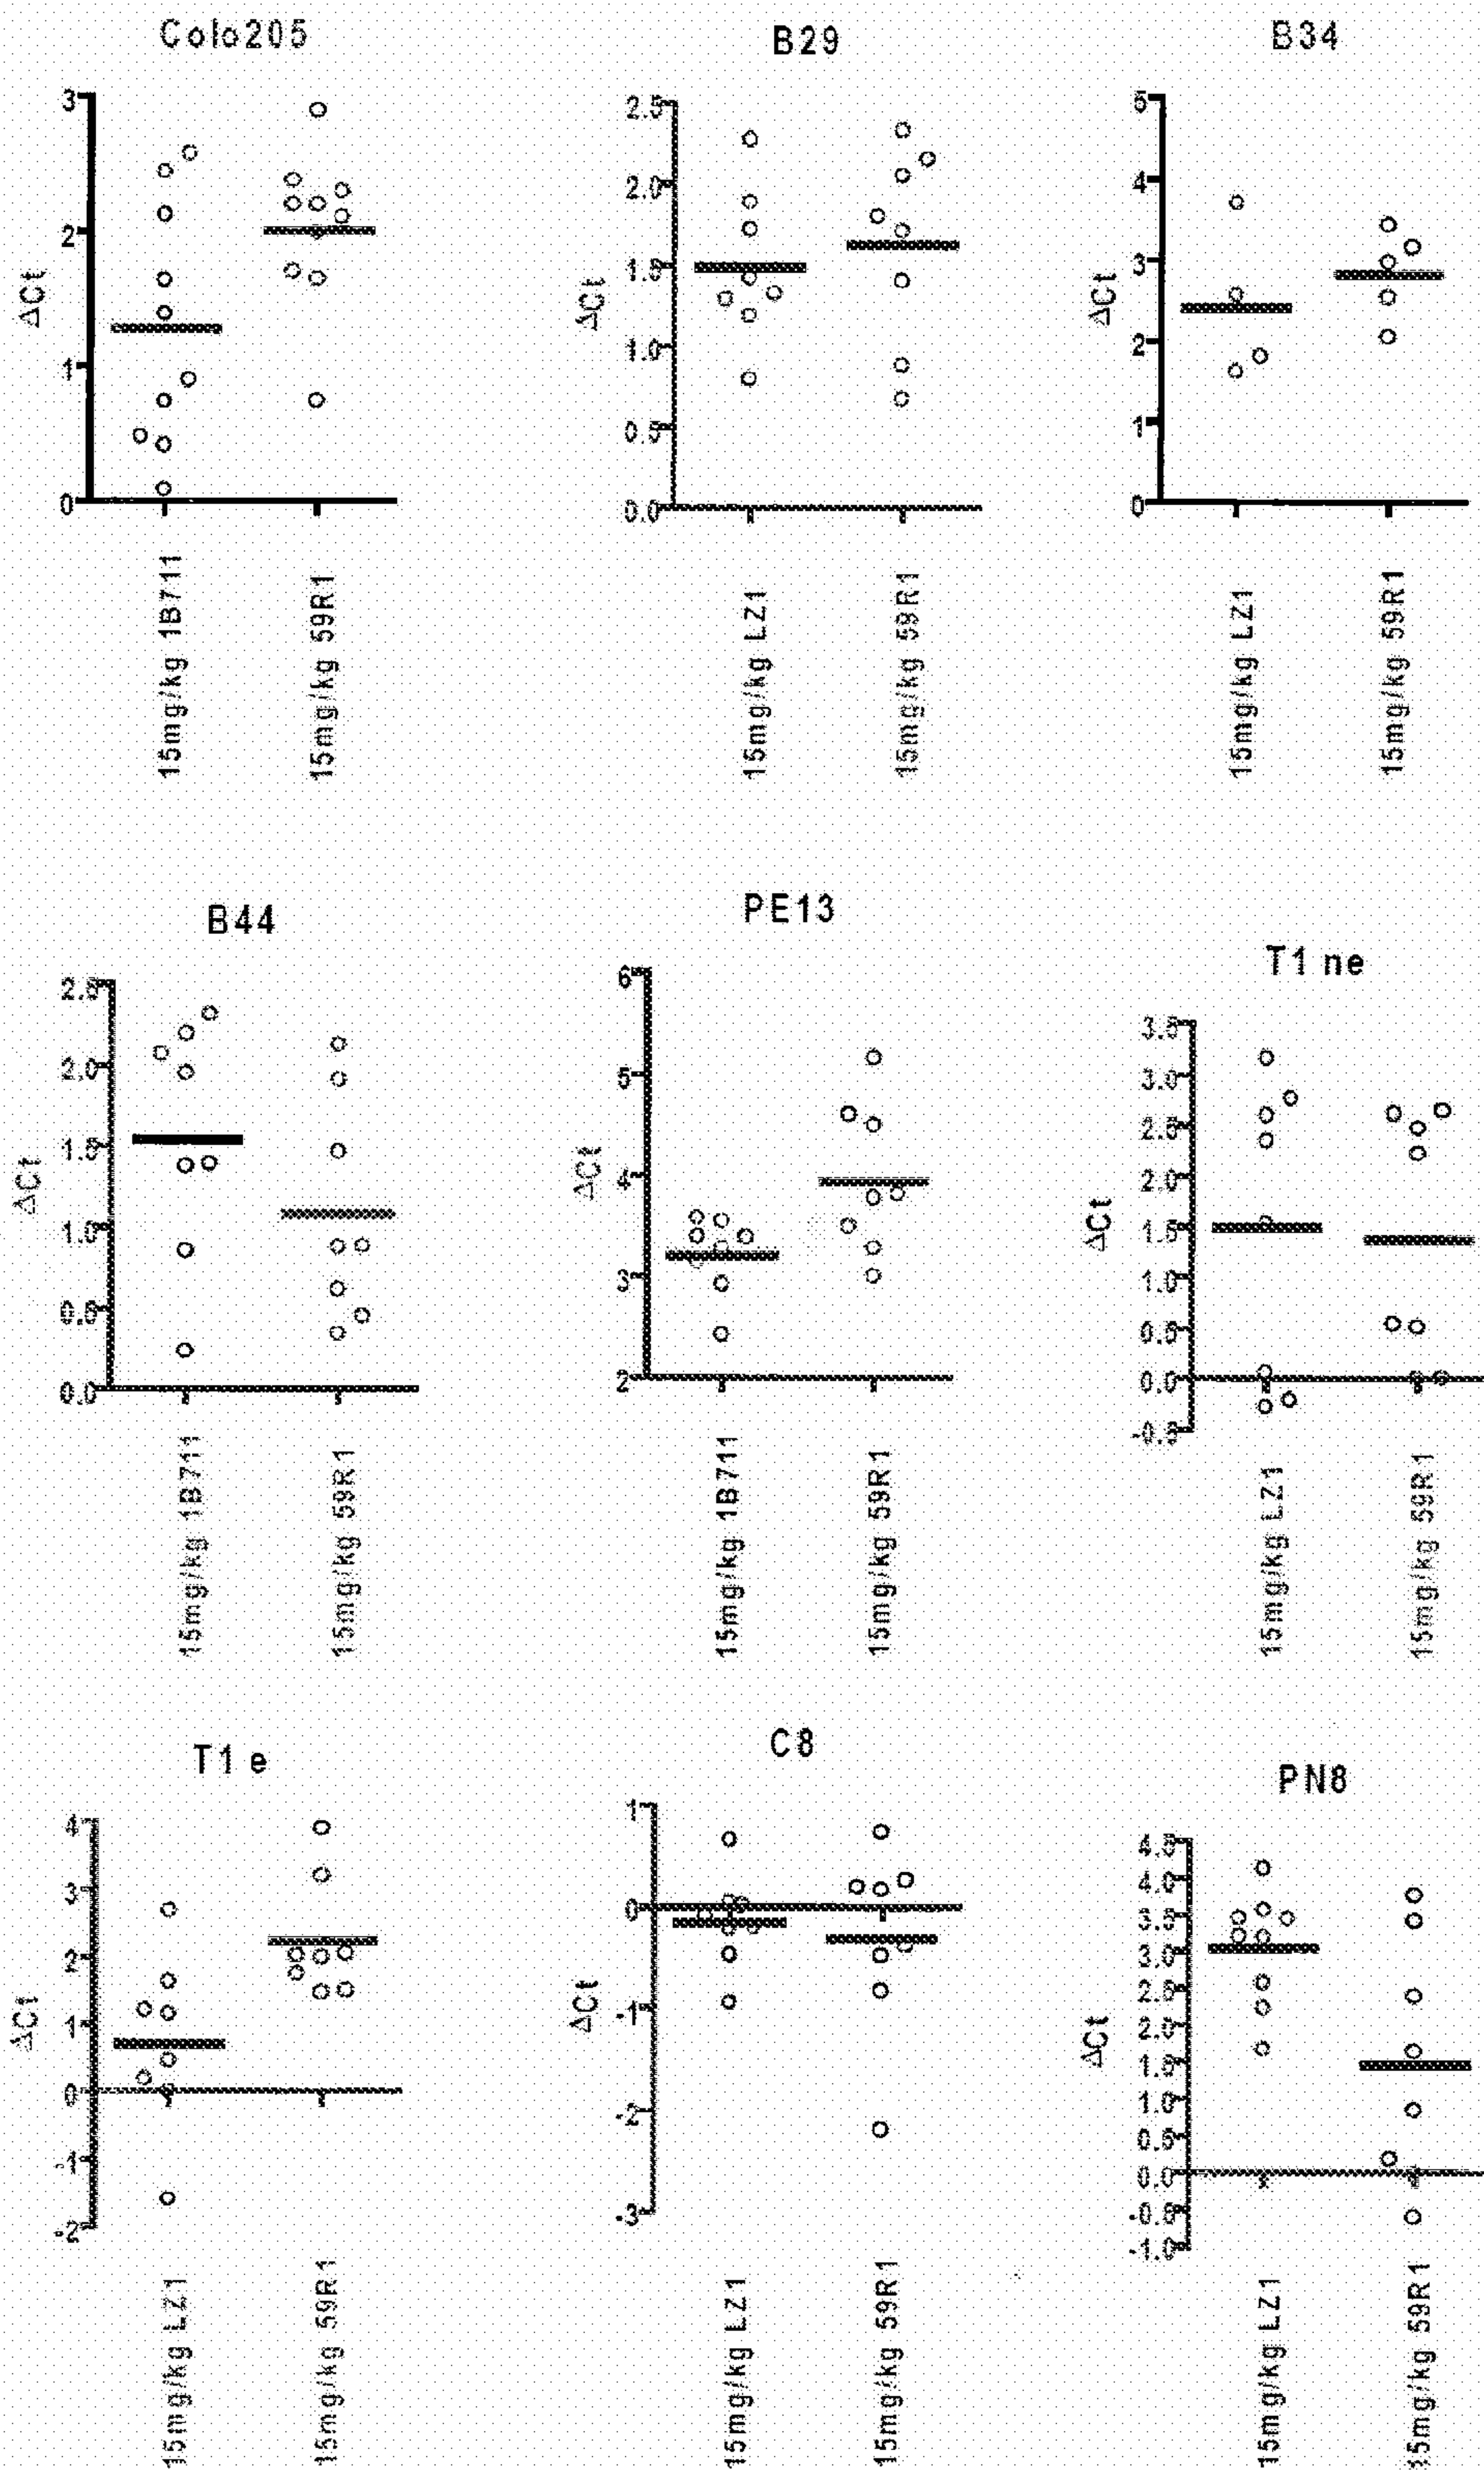 Colo205
B29
B34
3
2
1
0
ΔCt
15mg/kg 1B711
15mg/kg 59R1
2.5
2.0
1.5
1.0
0.5
0.0
ΔCt
15mg/kg LZ1
15mg/kg 59R1
5
4
3
2
1
0
ΔCt
15mg/kg LZ1
15mg/kg 59R1
B44
PE13
T1 ne
2.5
2.0
1.5
1.0
0.5
0.0
ΔCt
15mg/kg 1B711
15mg/kg 59R1
6
5
4
3
2
ΔCt
15mg/kg 1B711
15mg/kg 59R1
3.5
3.0
2.5
2.0
1.5
1.0
0.5
0.0
-0.5
ΔCt
15mg/kg LZ1
15mg/kg 59R1
T1 e
C8
PN8
4
3
2
1
0
-1
-2
ΔCt
15mg/kg LZ1
15mg/kg 59R1
1
0
-1
-2
-3
ΔCt
15mg/kg LZ1
15mg/kg 59R1
4.5
4.0
3.5
3.0
2.5
2.0
1.5
1.0
0.5
0.0
-0.5
-1.0
ΔCt
15mg/kg LZ1
15mg/kg 59R1